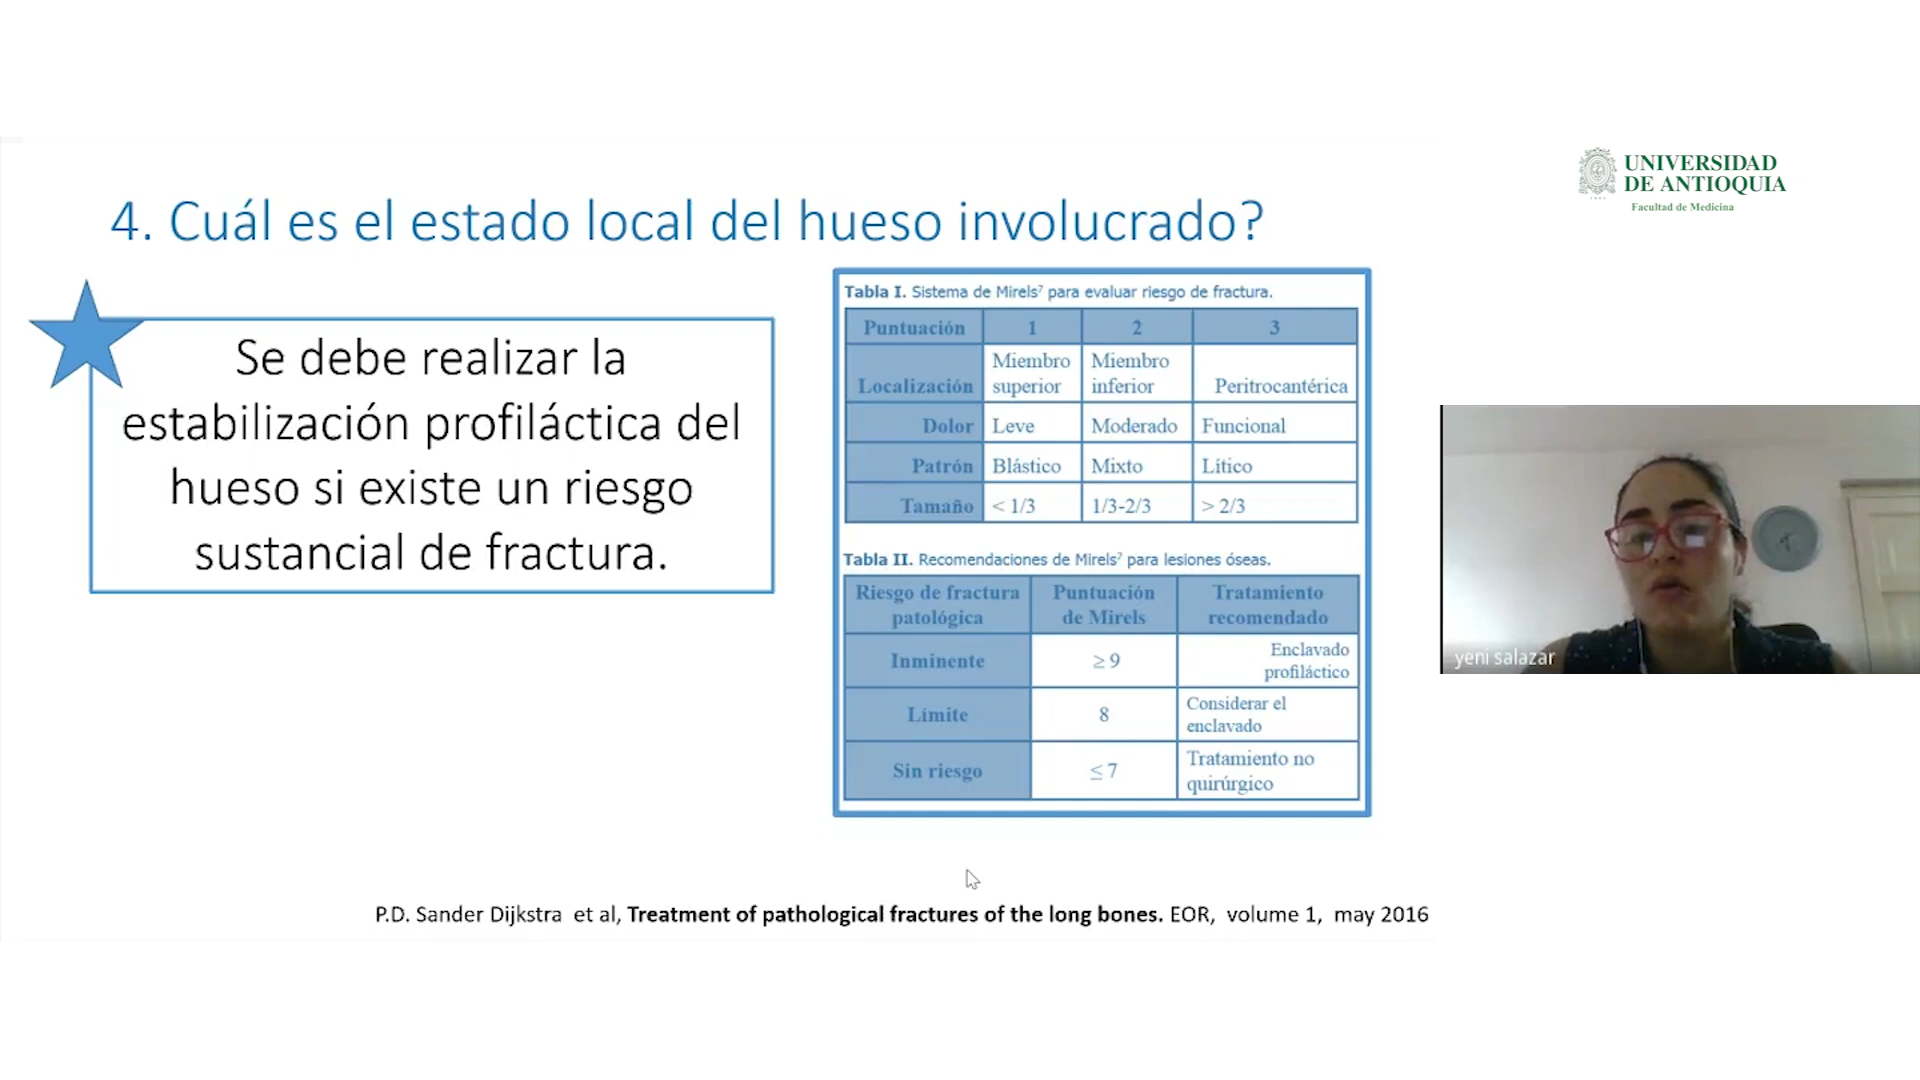 UNIVERSIDAD
DE ANTIOQUIA
Facultad de Medicina
4. Cuál es el estado local del hueso involucrado?
Se debe realizar la
estabilización profiláctica del
hueso si existe un riesgo
sustancial de fractura.
Tabla I. Sistema de Mirels7 para evaluar riesgo de fractura.
Puntuación 1 2 3
Localización Miembro superior Miembro inferior Peritrocantérica
Dolor Leve Moderado Funcional
Patrón Blástico Mixto Lítico
Tamaño < 1/3 1/3-2/3 > 2/3
Tabla II. Recomendaciones de Mirels7 para lesiones óseas.
Riesgo de fractura patológica Puntuación de Mirels Tratamiento recomendado
Inminente ≥ 9 Enclavado profiláctico
Límite 8 Considerar el enclavado
Sin riesgo ≤ 7 Tratamiento no quirúrgico
yeni salazar
P.D. Sander Dijkstra et al, Treatment of pathological fractures of the long bones. EOR, volume 1, may 2016